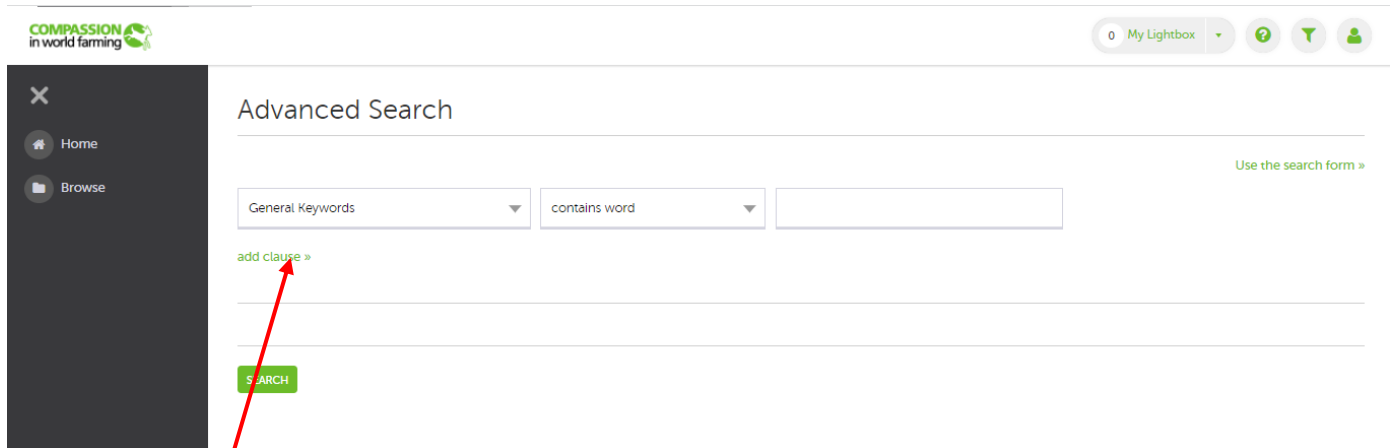 COMPASSION
in world farming
0 My Lightbox
?
Home
Browse
Advanced Search
Use the search form »
General Keywords
contains word
add clause »
SEARCH